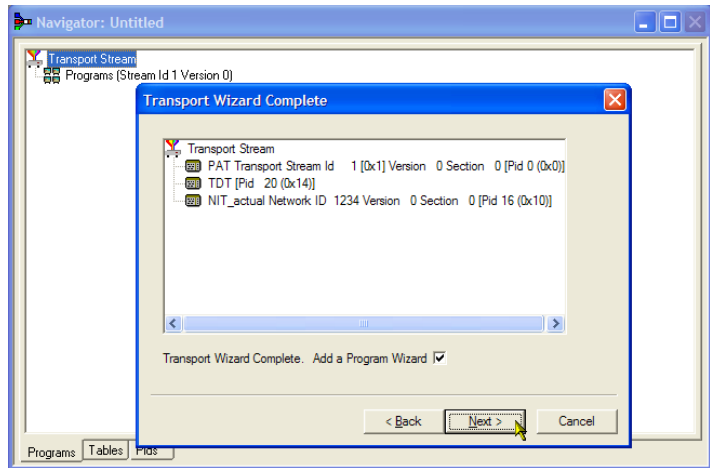 Navigator: Untitled
Transport Stream
Programs (Stream Id 1 Version 0)
Transport Wizard Complete
Transport Stream
PAT Transport Stream Id 1 [0x1] Version 0 Section 0 [Pid 0 (0x0)]
TDT [Pid 20 (0x14)]
NIT_actual Network ID 1234 Version 0 Section 0 [Pid 16 (0x10)]
Transport Wizard Complete. Add a Program Wizard
< Back Next > Cancel
Programs Tables Pids